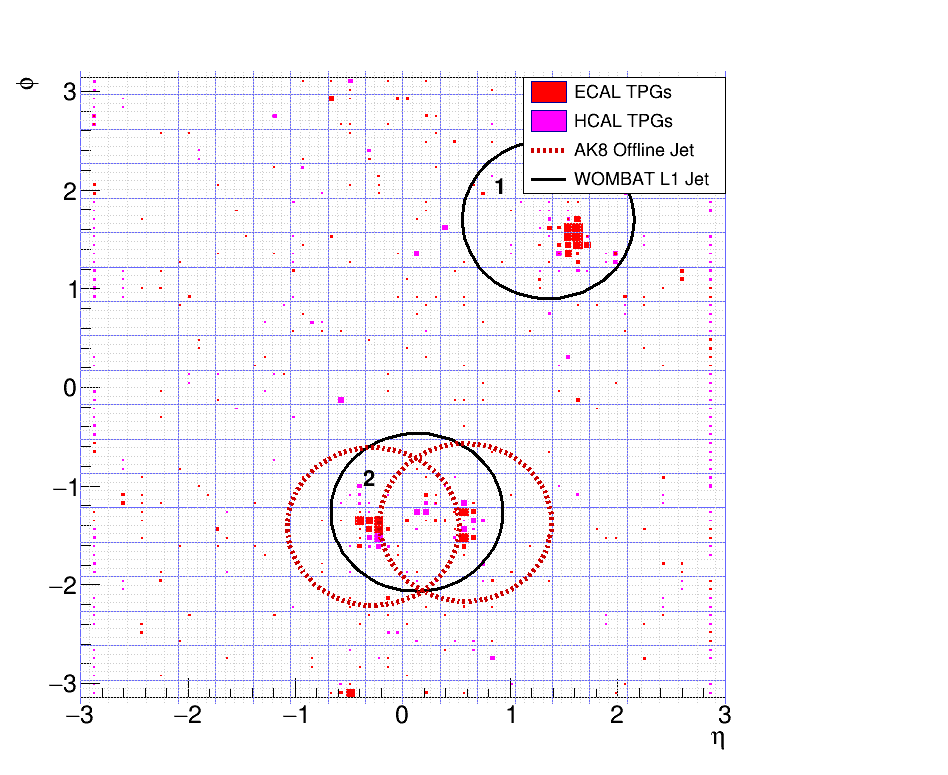 φ
3
2
1
0
−1
−2
−3
ECAL TPGs
HCAL TPGs
AK8 Offline Jet
WOMBAT L1 Jet
1
2
−3 −2 −1 0 1 2 3
η